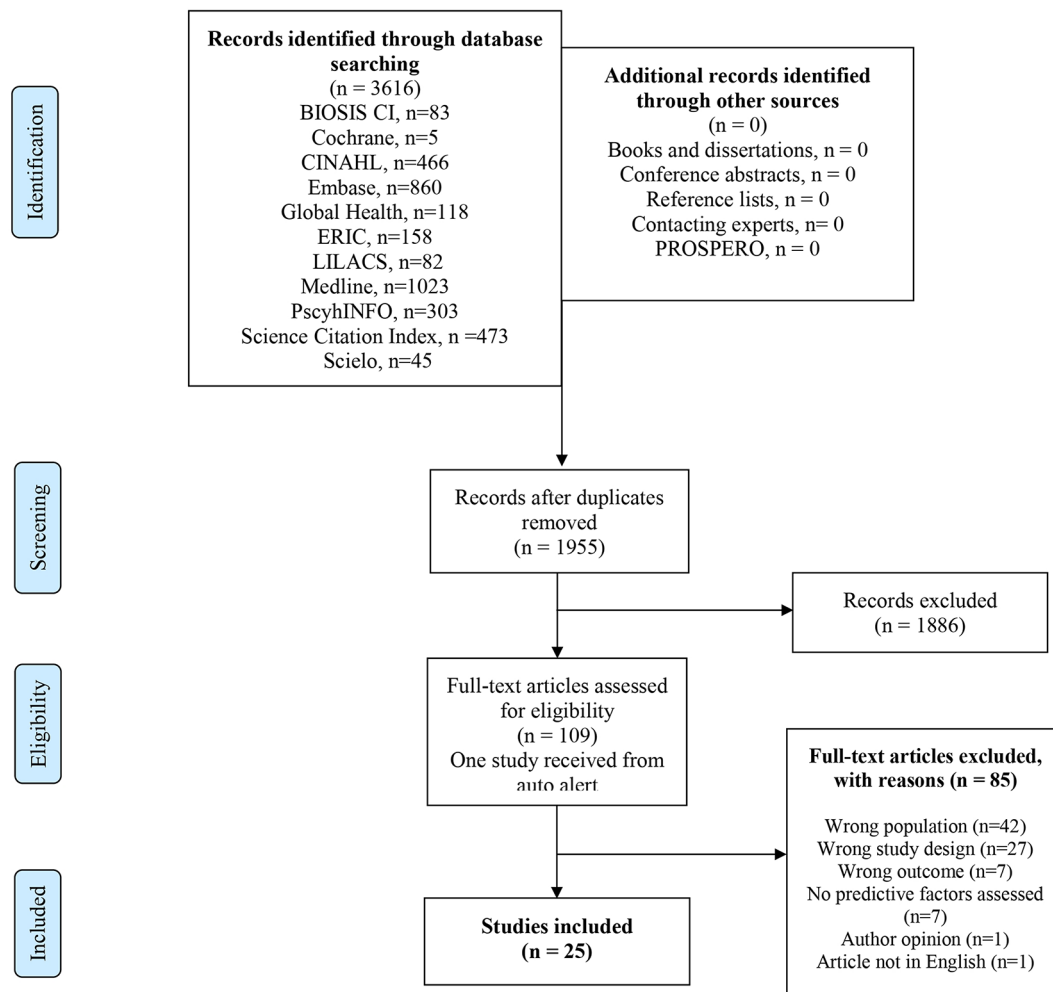 Identification
Records identified through database
searching
(n = 3616)
BIOSIS CI, n=83
Cochrane, n=5
CINAHL, n=466
Embase, n=860
Global Health, n=118
ERIC, n=158
LILACS, n=82
Medline, n=1023
PscyhINFO, n=303
Science Citation Index, n =473
Scielo, n=45
Additional records identified
through other sources
(n = 0)
Books and dissertations, n = 0
Conference abstracts, n = 0
Reference lists, n = 0
Contacting experts, n= 0
PROSPERO, n = 0
Screening
Records after duplicates
removed
(n = 1955)
Records excluded
(n = 1886)
Eligibility
Full-text articles assessed
for eligibility
(n = 109)
One study received from
auto alert
Full-text articles excluded,
with reasons (n = 85)
Wrong population (n=42)
Wrong study design (n=27)
Wrong outcome (n=7)
No predictive factors assessed
(n=7)
Author opinion (n=1)
Article not in English (n=1)
Included
Studies included
(n = 25)